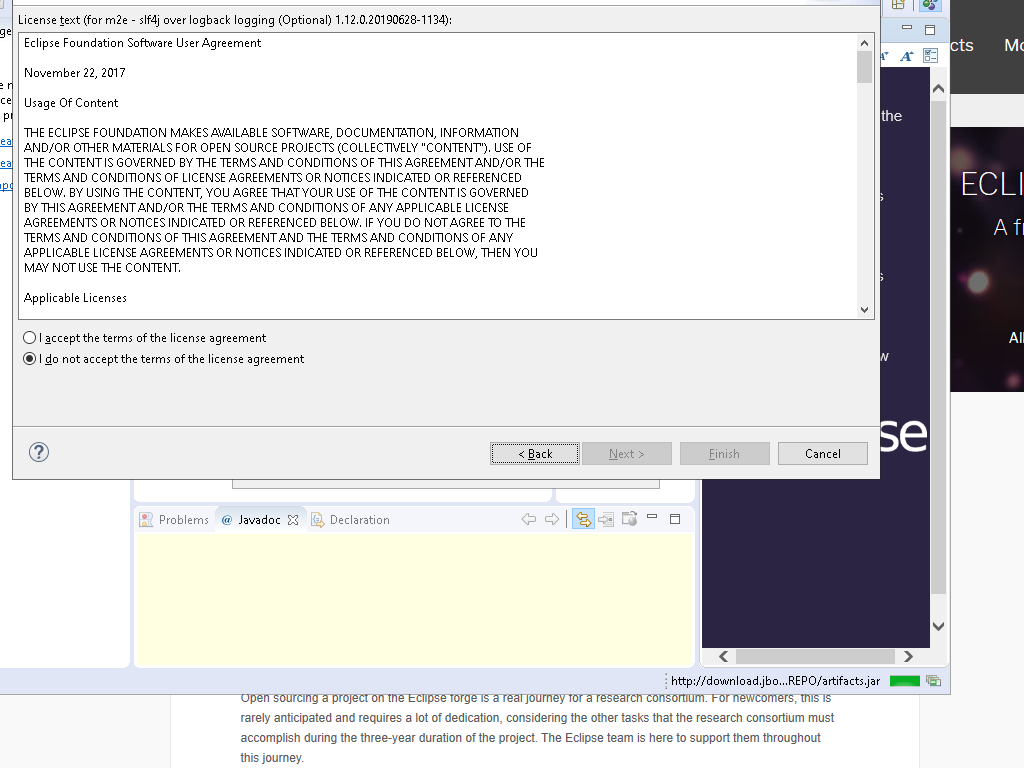 License text (for m2e - slf4j over logback logging (Optional) 1.12.0.20190628-1134):
Eclipse Foundation Software User Agreement
November 22, 2017
Usage Of Content
THE ECLIPSE FOUNDATION MAKES AVAILABLE SOFTWARE, DOCUMENTATION, INFORMATION
AND/OR OTHER MATERIALS FOR OPEN SOURCE PROJECTS (COLLECTIVELY "CONTENT"). USE OF
THE CONTENT IS GOVERNED BY THE TERMS AND CONDITIONS OF THIS AGREEMENT AND/OR THE
TERMS AND CONDITIONS OF LICENSE AGREEMENTS OR NOTICES INDICATED OR REFERENCED
BELOW. BY USING THE CONTENT, YOU AGREE THAT YOUR USE OF THE CONTENT IS GOVERNED
BY THIS AGREEMENT AND/OR THE TERMS AND CONDITIONS OF ANY APPLICABLE LICENSE
AGREEMENTS OR NOTICES INDICATED OR REFERENCED BELOW. IF YOU DO NOT AGREE TO THE
TERMS AND CONDITIONS OF THIS AGREEMENT AND THE TERMS AND CONDITIONS OF ANY
APPLICABLE LICENSE AGREEMENTS OR NOTICES INDICATED OR REFERENCED BELOW, THEN YOU
MAY NOT USE THE CONTENT.
Applicable Licenses
I accept the terms of the license agreement
I do not accept the terms of the license agreement
?
< Back
Next >
Finish
Cancel
cts
Mo
the
ECLI
A f
All
w
se
Problems
@ Javadoc
Declaration
http://download.jbo...REPO/artifacts.jar
Open sourcing a project on the Eclipse forge is a real journey for a research consortium. For newcomers, this is
rarely anticipated and requires a lot of dedication, considering the other tasks that the research consortium must
accomplish during the three-year duration of the project. The Eclipse team is here to support them throughout
this journey.